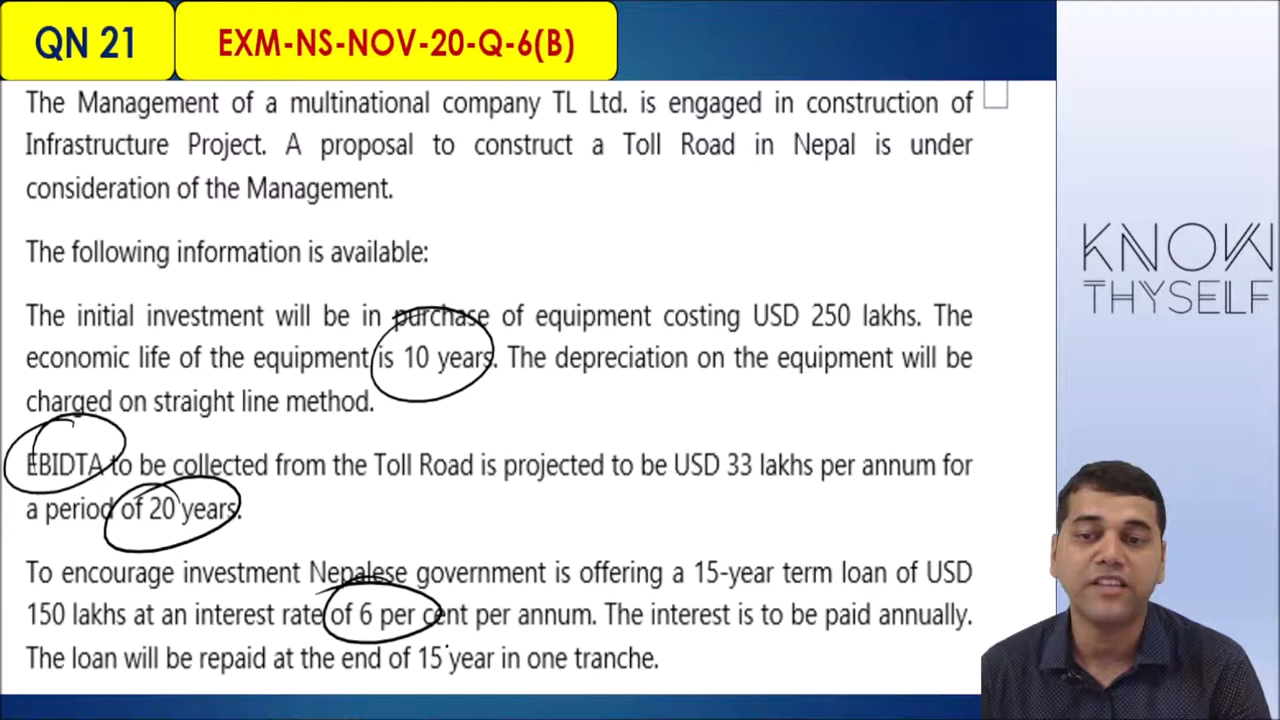 QN 21
EXM-NS-NOV-20-Q-6(B)
The Management of a multinational company TL Ltd. is engaged in construction of
Infrastructure Project. A proposal to construct a Toll Road in Nepal is under
consideration of the Management.
The following information is available:
The initial investment will be in purchase of equipment costing USD 250 lakhs. The
economic life of the equipment is 10 years. The depreciation on the equipment will be
charged on straight line method.
EBIDTA to be collected from the Toll Road is projected to be USD 33 lakhs per annum for
a period of 20 years.
To encourage investment Nepalese government is offering a 15-year term loan of USD
150 lakhs at an interest rate of 6 per cent per annum. The interest is to be paid annually.
The loan will be repaid at the end of 15 year in one tranche.
KNOW
THYSELF